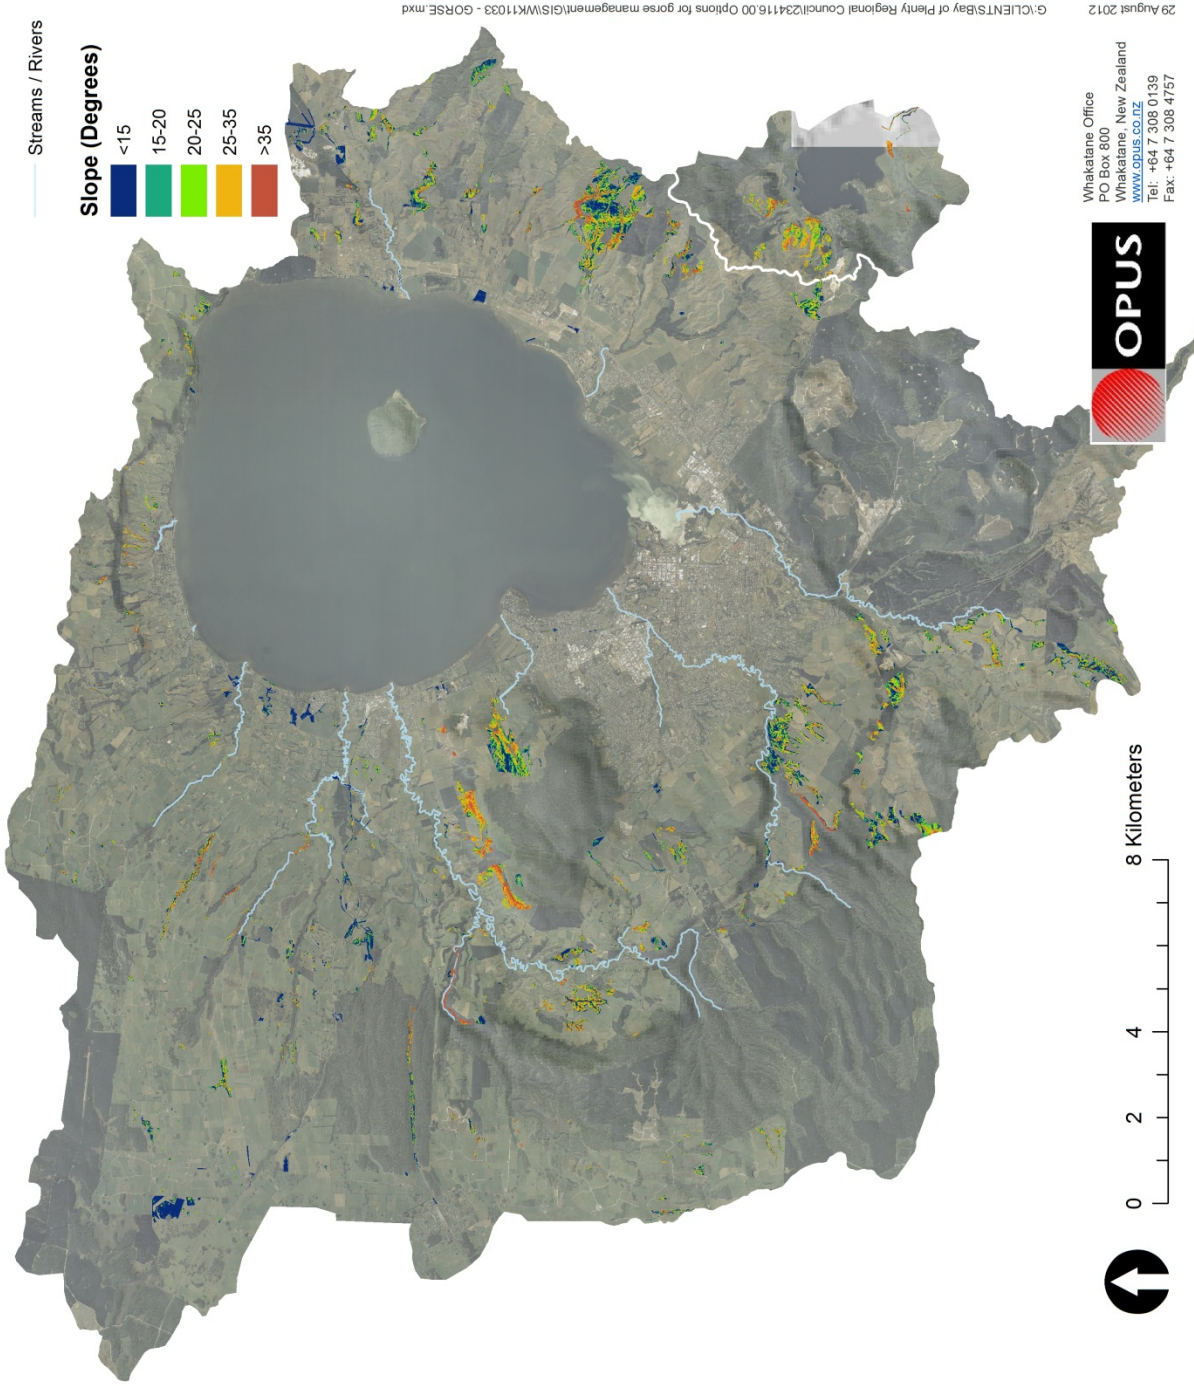 Streams / Rivers
Slope (Degrees)
<15
15-20
20-25
25-35
>35
G:\CLIENTS\Bay of Plenty Regional Council\234116.00 Options for gorse management\GIS\WK11033 - GORSE.mxd
29 August 2012
Whakatane Office
PO Box 800
Whakatane, New Zealand
www.opus.co.nz
Tel: +64 7 308 0139
Fax: +64 7 308 4757
OPUS
0 2 4 8 Kilometers